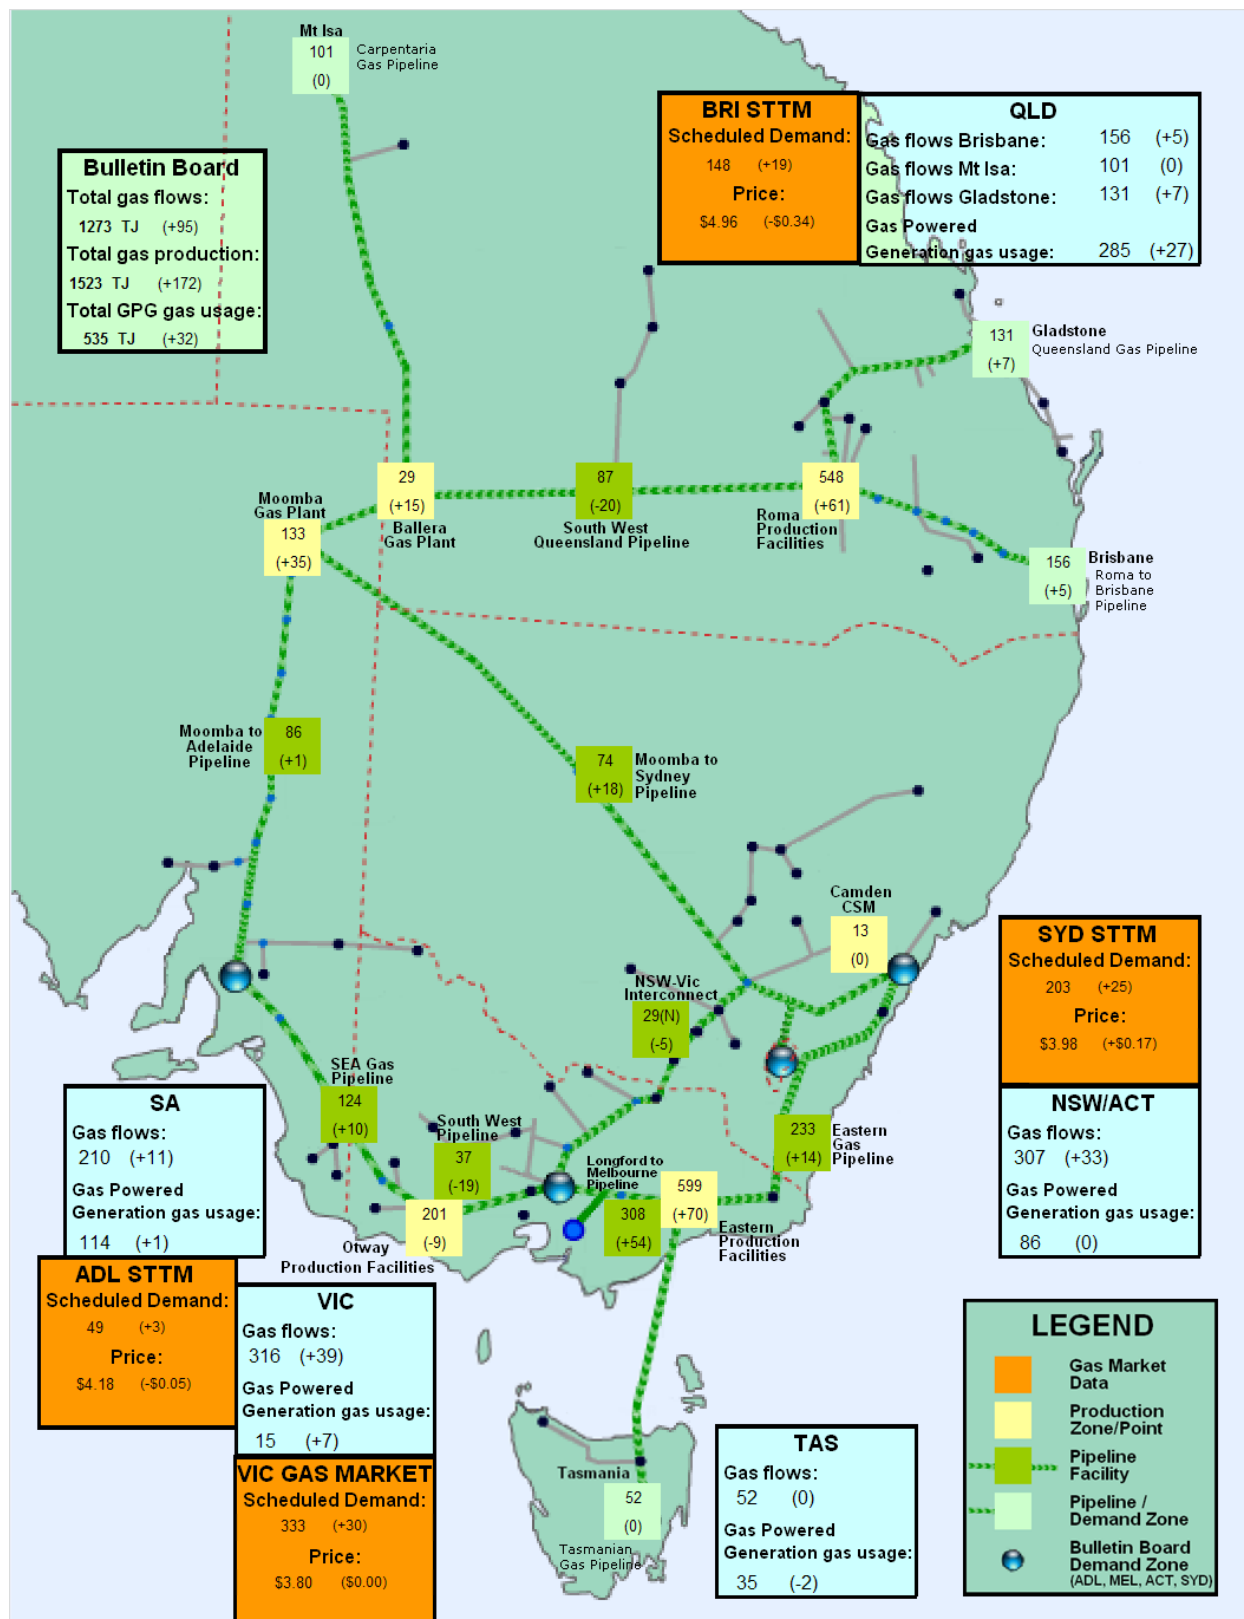 Mt Isa
101
(0)
Carpentaria
Gas Pipeline
Bulletin Board
Total gas flows:
1273 TJ (+95)
Total gas production:
1523 TJ (+172)
Total GPG gas usage:
535 TJ (+32)
BRI STTM
Scheduled Demand:
148 (+19)
Price:
$4.96 (-$0.34)
QLD
Gas flows Brisbane: 156 (+5)
Gas flows Mt Isa: 101 (0)
Gas flows Gladstone: 131 (+7)
Gas Powered
Generation gas usage: 285 (+27)
131
(+7)
Gladstone
Queensland Gas Pipeline
Moomba
Gas Plant
133
(+35)
29
(+15)
Ballera
Gas Plant
87
(-20)
South West
Queensland Pipeline
548
(+61)
Roma
Production
Facilities
156
(+5)
Brisbane
Roma to
Brisbane
Pipeline
Moomba to
Adelaide
Pipeline
86
(+1)
74
(+18)
Moomba to
Sydney
Pipeline
Camden
CSM
13
(0)
NSW-Vic
Interconnect
29(N)
(-5)
SYD STTM
Scheduled Demand:
203 (+25)
Price:
$3.98 (+$0.17)
NSW/ACT
Gas flows:
307 (+33)
Gas Powered
Generation gas usage:
86 (0)
SEA Gas
Pipeline
124
(+10)
South West
Pipeline
37
(-19)
Longford to
Melbourne
Pipeline
308
(+54)
599
(+70)
Eastern
Production
Facilities
233
(+14)
Eastern
Gas
Pipeline
201
(-9)
Otway
Production Facilities
SA
Gas flows:
210 (+11)
Gas Powered
Generation gas usage:
114 (+1)
ADL STTM
Scheduled Demand:
49 (+3)
Price:
$4.18 (-$0.05)
VIC
Gas flows:
316 (+39)
Gas Powered
Generation gas usage:
15 (+7)
VIC GAS MARKET
Scheduled Demand:
333 (+30)
Price:
$3.80 ($0.00)
Tasmania
52
(0)
Tasmanian
Gas Pipeline
TAS
Gas flows:
52 (0)
Gas Powered
Generation gas usage:
35 (-2)
LEGEND
Gas Market
Data
Production
Zone/Point
Pipeline
Facility
Pipeline /
Demand Zone
Bulletin Board
Demand Zone
(ADL, MEL, ACT, SYD)